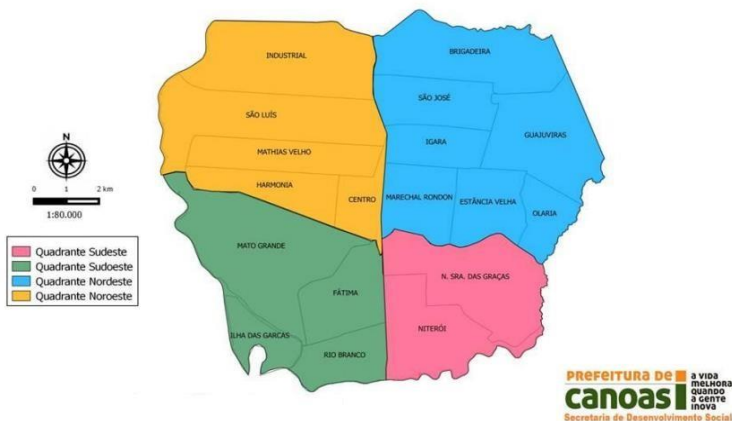 INDUSTRIAL
BRIGADEIRA
SÃO JOSÉ
SÃO LUÍS
GUAJUVIRAS
IGARA
MATHIAS VELHO
HARMONIA
CENTRO
MARECHAL RONDON
ESTÂNCIA VELHA
OLARIA
MATO GRANDE
N. SRA. DAS GRAÇAS
FÁTIMA
NITERÓI
ILHA DAS GARCAS
RIO BRANCO
N
0 1 2 km
1:80.000
Quadrante Sudeste
Quadrante Sudoeste
Quadrante Nordeste
Quadrante Noroeste
PREFEITURA DE
canoas
A VIDA
MELHORA
QUANDO
A GENTE
INOVA
Secretaria de Desenvolvimento Social